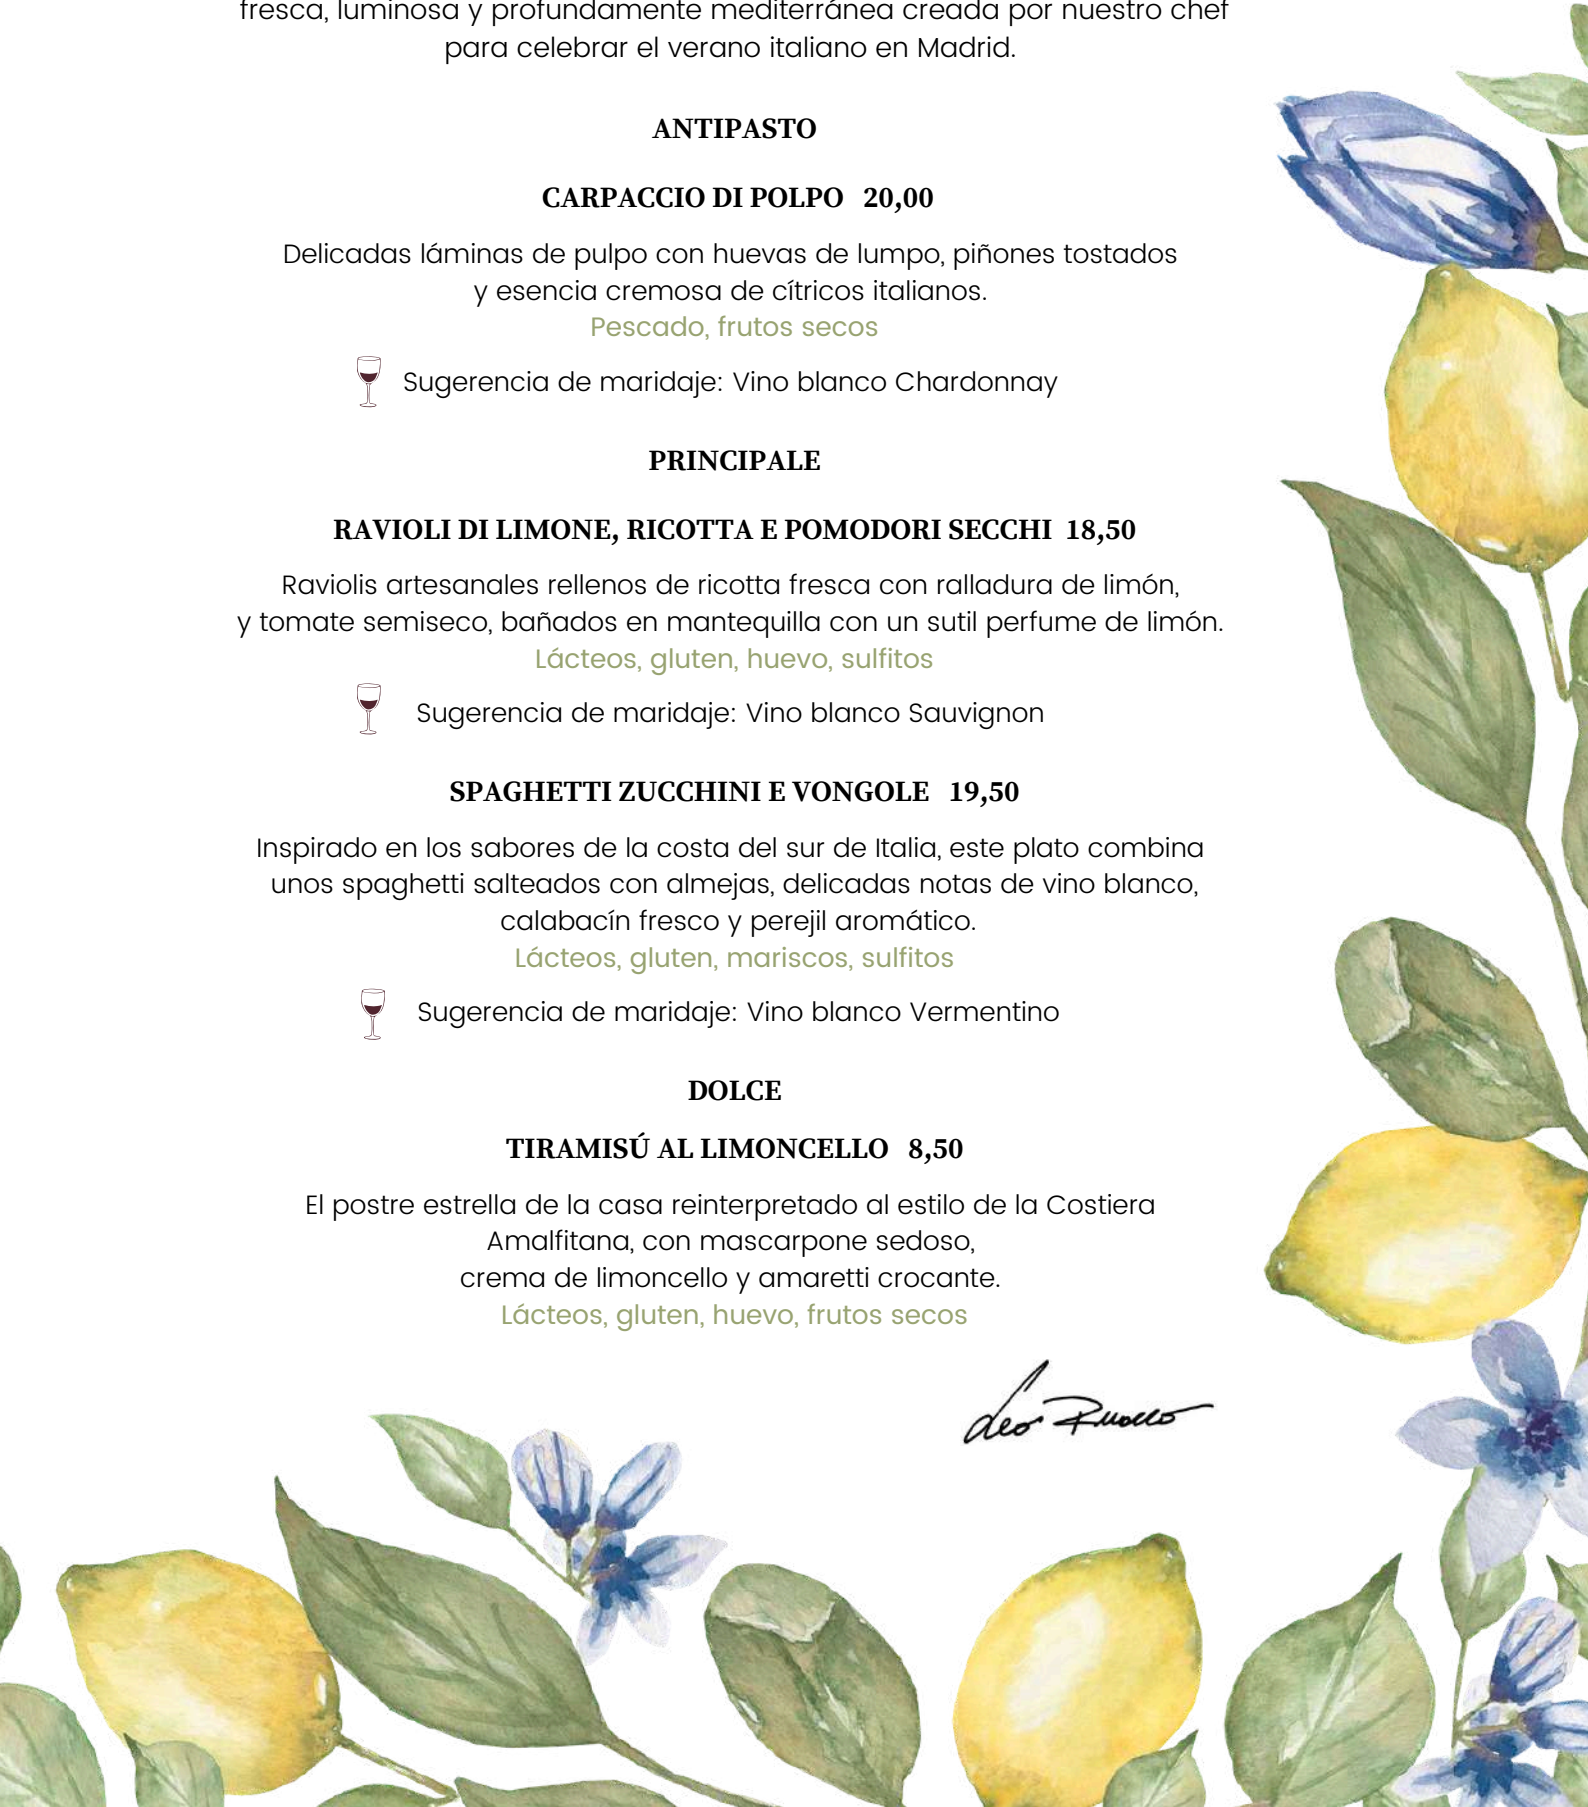 fresca, luminosa y profundamente mediterránea creada por nuestro chef
para celebrar el verano italiano en Madrid.
ANTIPASTO
CARPACCIO DI POLPO 20,00
Delicadas láminas de pulpo con huevas de lumpo, piñones tostados
y esencia cremosa de cítricos italianos.
Pescado, frutos secos
Sugerencia de maridaje: Vino blanco Chardonnay
PRINCIPALE
RAVIOLI DI LIMONE, RICOTTA E POMODORI SECCHI 18,50
Raviolis artesanales rellenos de ricotta fresca con ralladura de limón,
y tomate semiseco, bañados en mantequilla con un sutil perfume de limón.
Lácteos, gluten, huevo, sulfitos
Sugerencia de maridaje: Vino blanco Sauvignon
SPAGHETTI ZUCCHINI E VONGOLE 19,50
Inspirado en los sabores de la costa del sur de Italia, este plato combina
unos spaghetti salteados con almejas, delicadas notas de vino blanco,
calabacín fresco y perejil aromático.
Lácteos, gluten, mariscos, sulfitos
Sugerencia de maridaje: Vino blanco Vermentino
DOLCE
TIRAMISÚ AL LIMONCELLO 8,50
El postre estrella de la casa reinterpretado al estilo de la Costiera
Amalfitana, con mascarpone sedoso,
crema de limoncello y amaretti crocante.
Lácteos, gluten, huevo, frutos secos
Leo